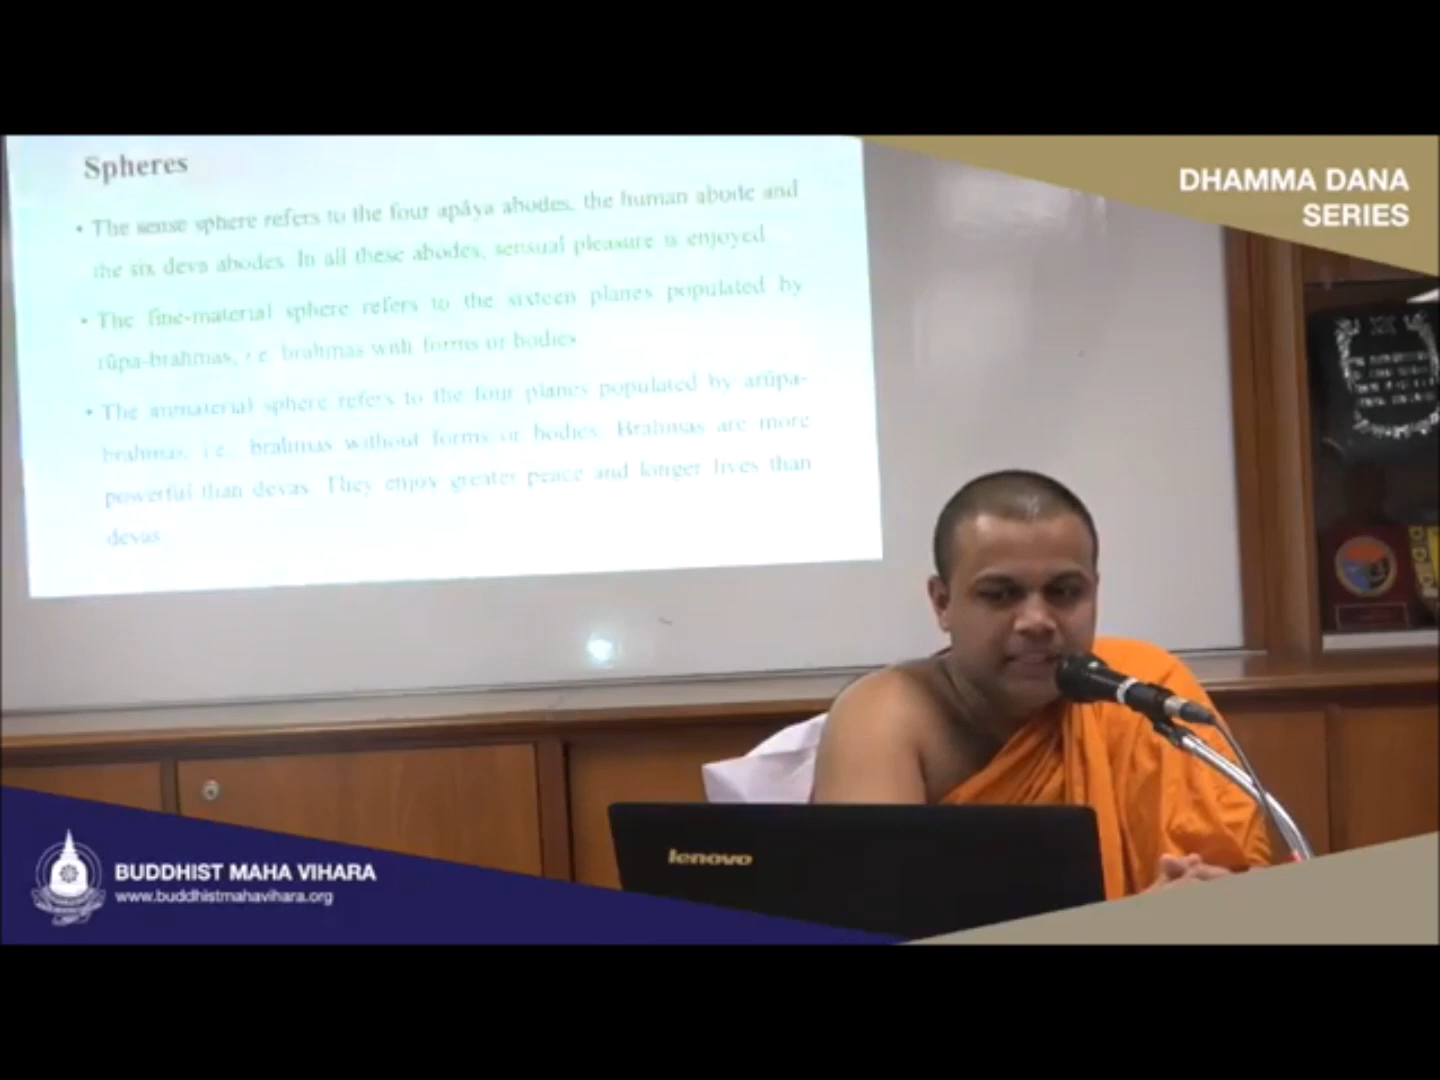 Spheres
• The sense sphere refers to the four apāya abodes, the human abode and
the six deva abodes. In all these abodes, sensual pleasure is enjoyed.
• The fine-material sphere refers to the sixteen planes populated by
rūpa-brahmas, i.e. brahmas with forms or bodies.
• The immaterial sphere refers to the four planes populated by arūpa-
brahmas, i.e., brahmas without forms or bodies. Brahmas are more
powerful than devas. They enjoy greater peace and longer lives than
devas.
DHAMMA DANA
SERIES
lenovo
BUDDHIST MAHA VIHARA
www.buddhistmahavihara.org